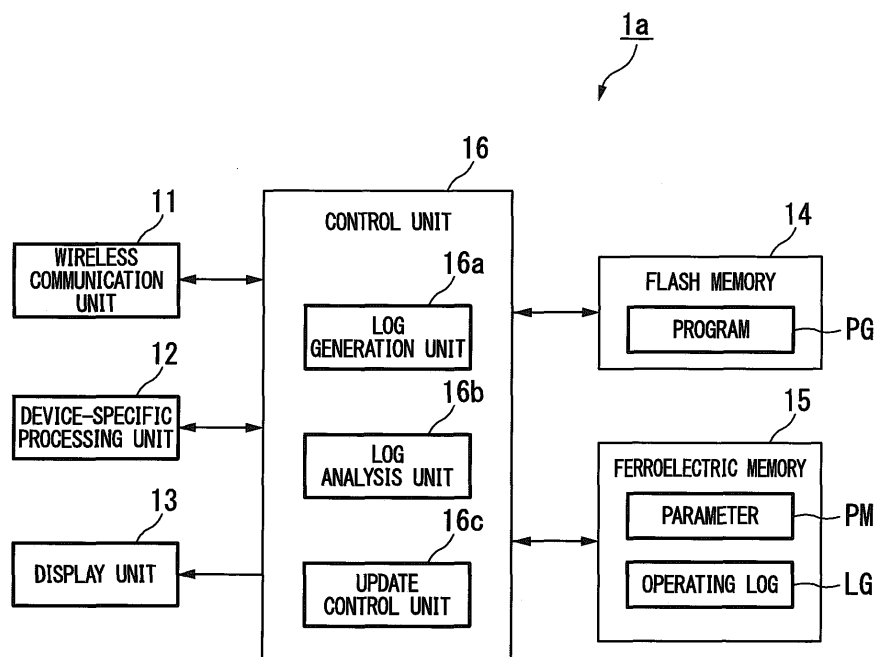 1a
16
CONTROL UNIT
11
WIRELESS
COMMUNICATION
UNIT
16a
LOG
GENERATION UNIT
14
FLASH MEMORY
PROGRAM
PG
12
DEVICE-SPECIFIC
PROCESSING UNIT
16b
LOG
ANALYSIS UNIT
15
FERROELECTRIC MEMORY
PARAMETER
PM
13
DISPLAY UNIT
16c
UPDATE
CONTROL UNIT
OPERATING LOG
LG